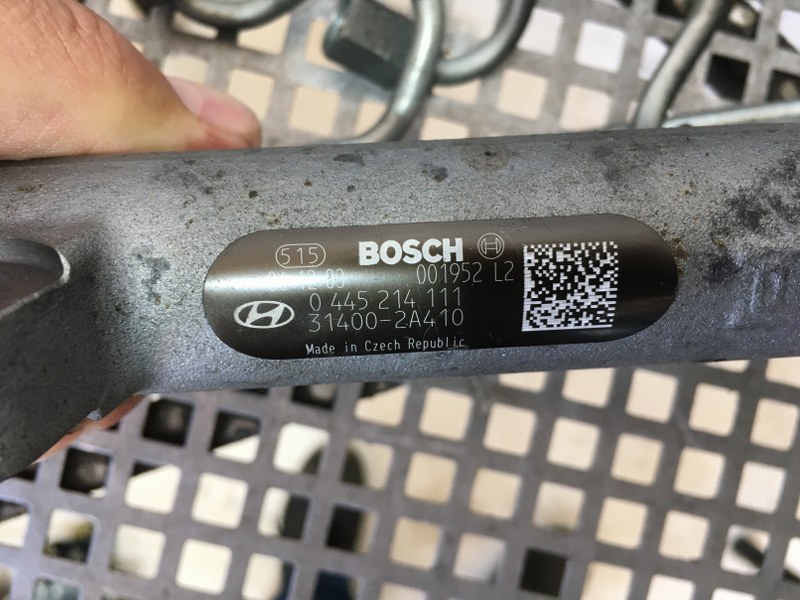 515
BOSCH
001952 L2
0 445 214 111
31400-2A410
Made in Czech Republic